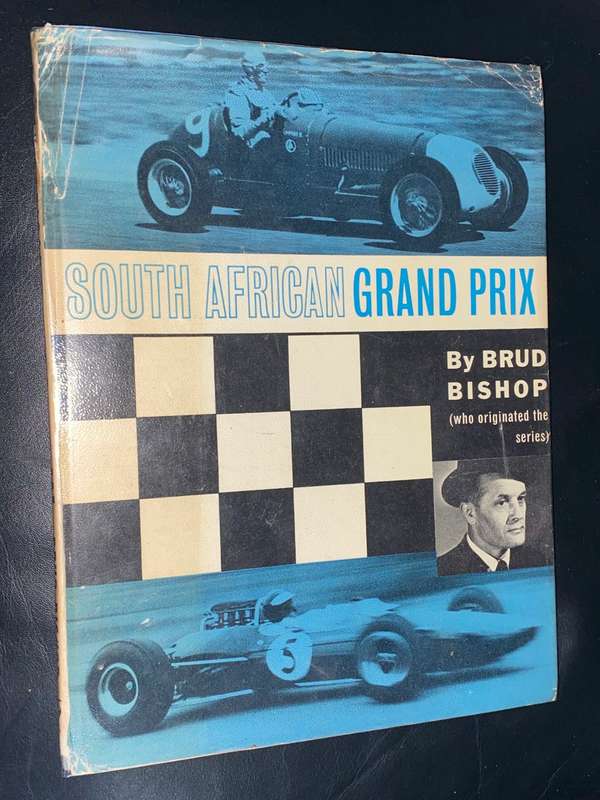 9
SOUTH AFRICAN GRAND PRIX
By BRUD
BISHOP
(who originated the
series)
5